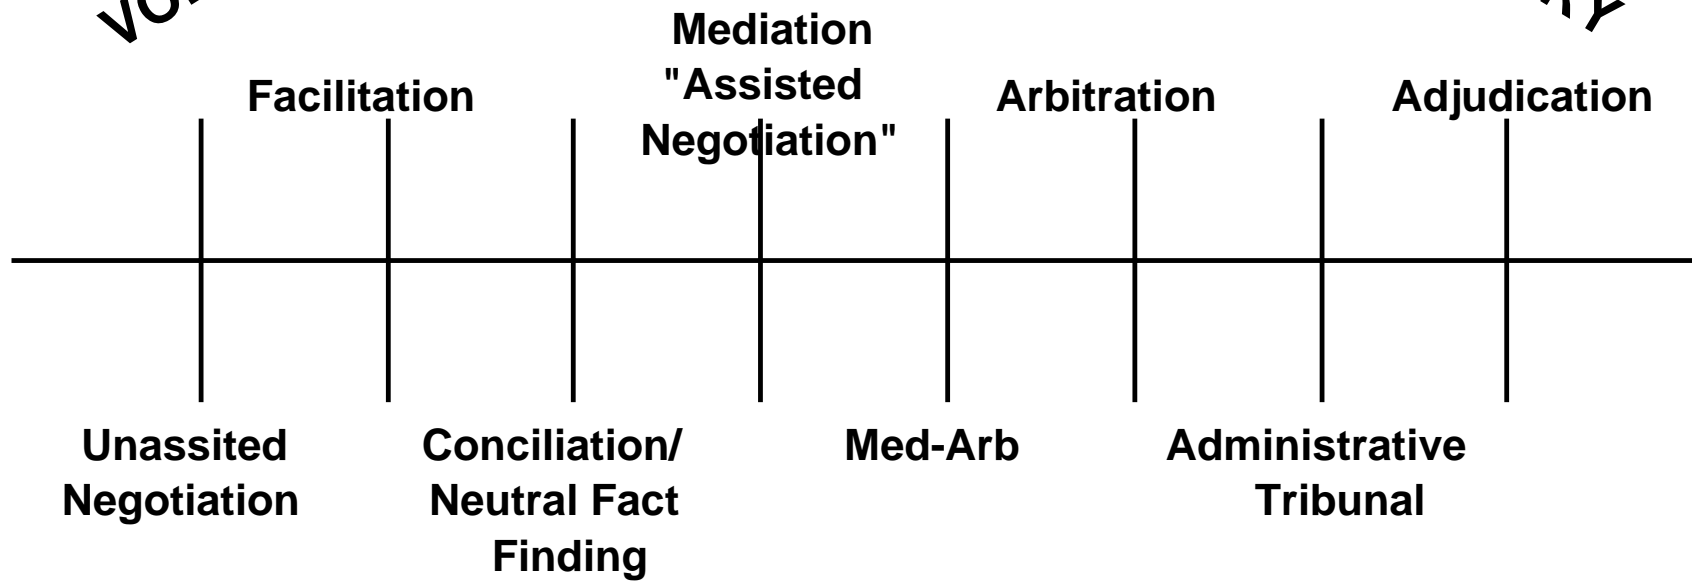 Mediation
"Assisted
Negotiation"
Facilitation
Arbitration
Adjudication
Unassited
Negotiation
Conciliation/
Neutral Fact
Finding
Med-Arb
Administrative
Tribunal